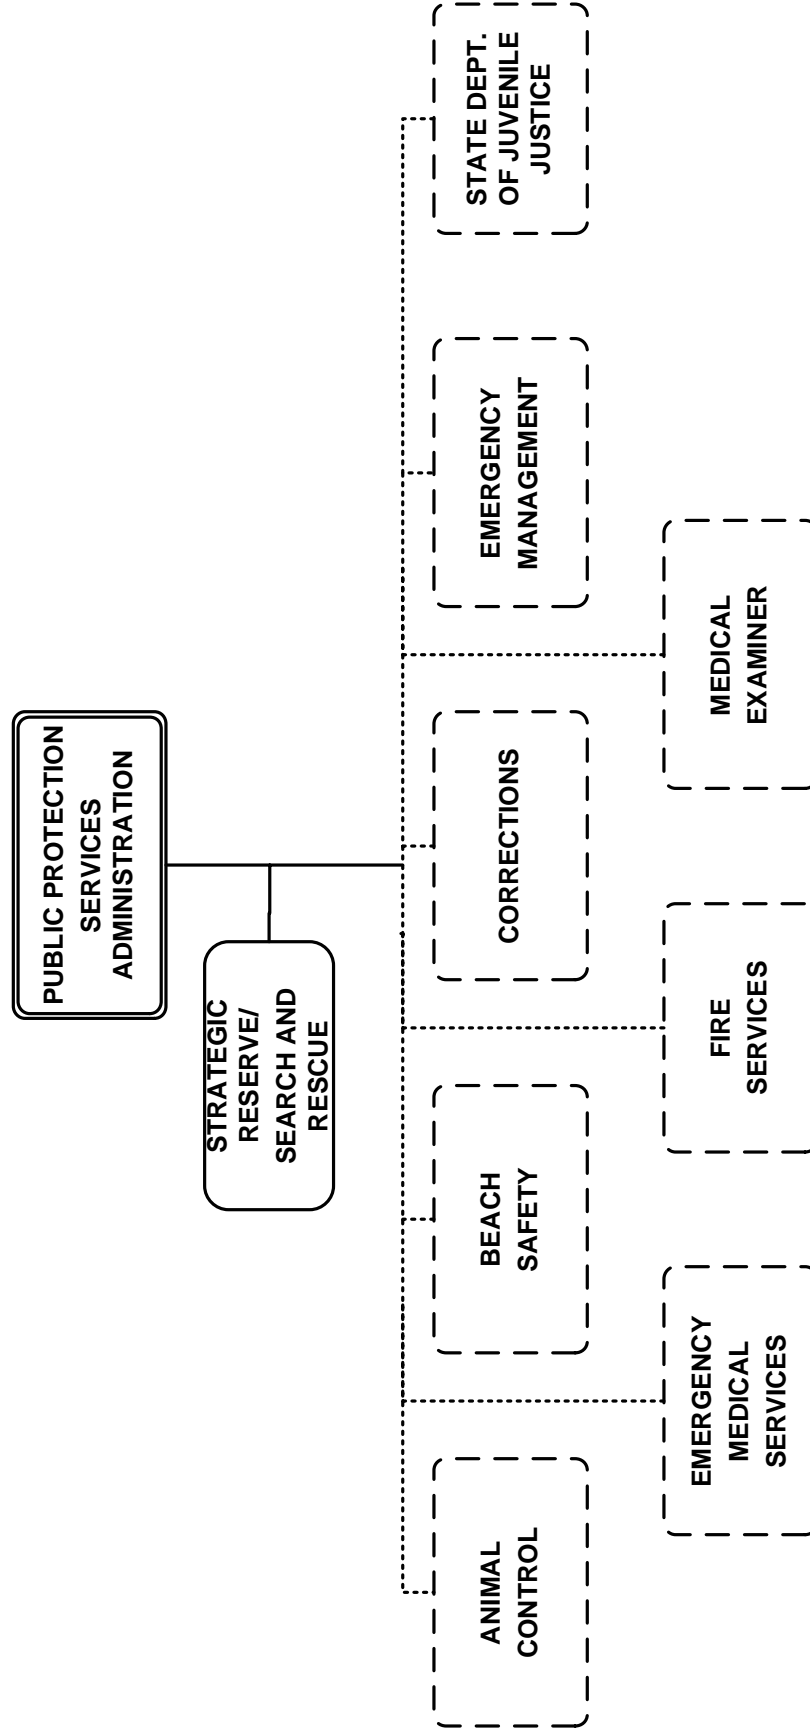 PUBLIC PROTECTION
SERVICES
ADMINISTRATION
STRATEGIC
RESERVE/
SEARCH AND
RESCUE
ANIMAL
CONTROL
BEACH
SAFETY
CORRECTIONS
EMERGENCY
MANAGEMENT
STATE DEPT.
OF JUVENILE
JUSTICE
EMERGENCY
MEDICAL
SERVICES
FIRE
SERVICES
MEDICAL
EXAMINER